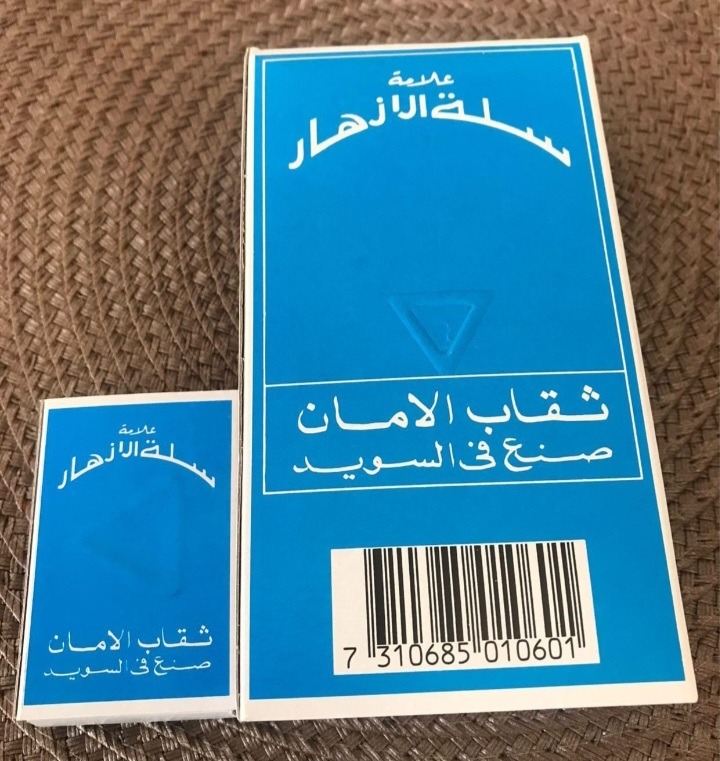 علامة
سلة الازهار
ثقاب الامان
صنع فى السويد
7 310685 010601
علامة
سلة الازهار
ثقاب الامان
صنع فى السويد